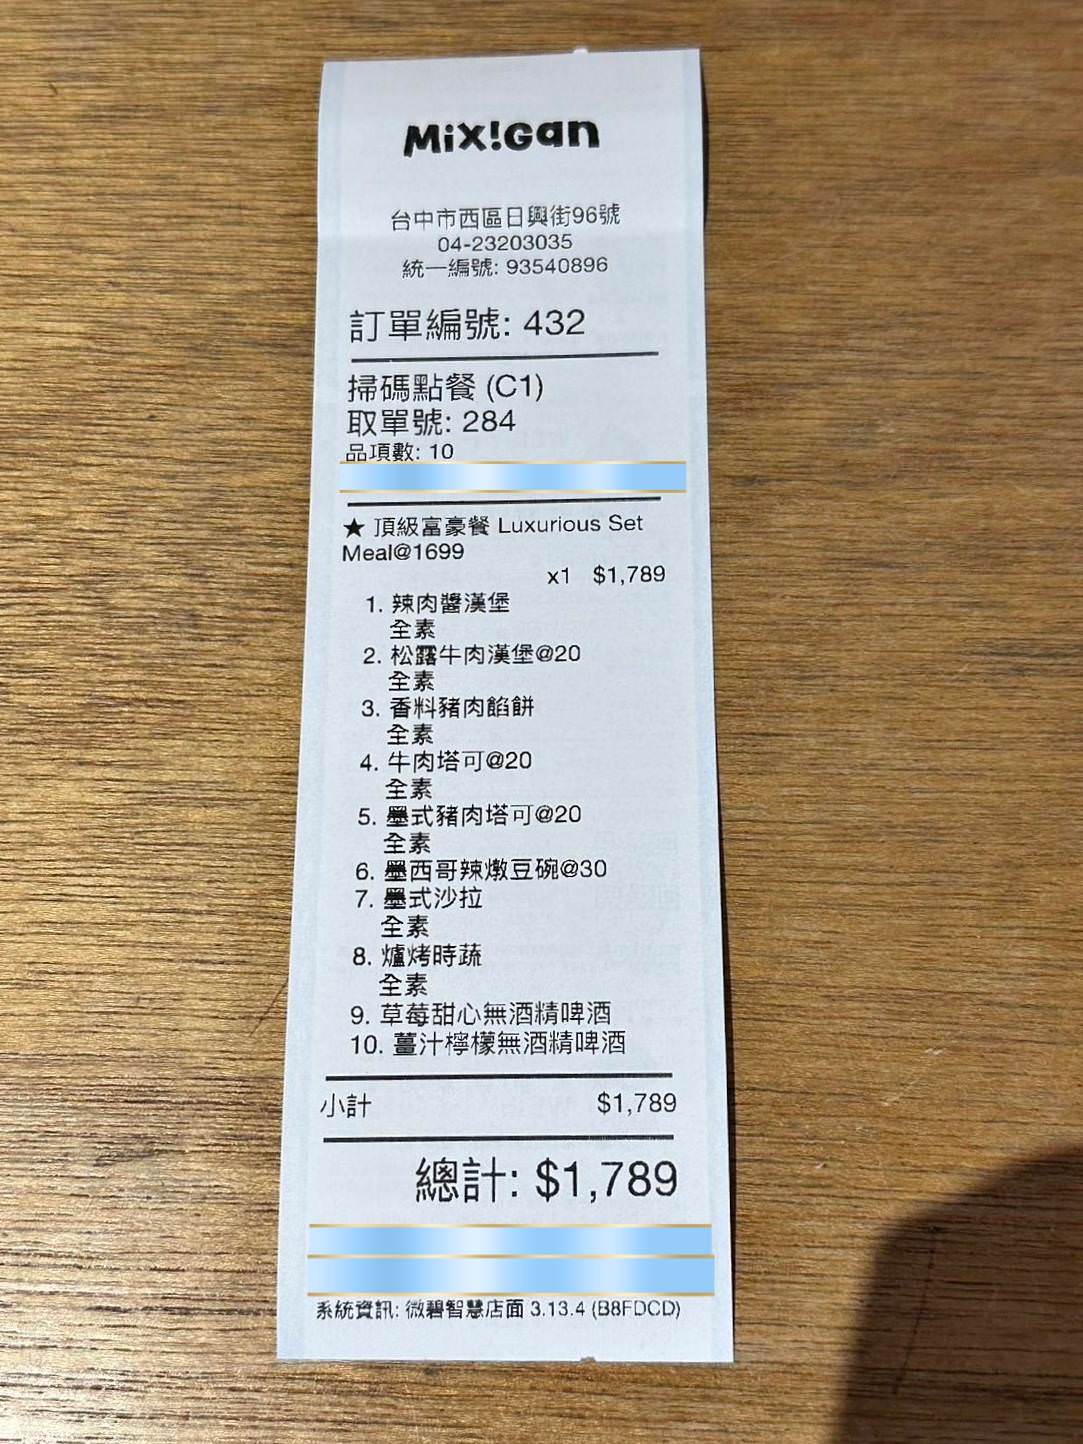 MiX!Gan
台中市西區日興街96號
04-23203035
統一編號: 93540896
訂單編號: 432
掃碼點餐 (C1)
取單號: 284
品項數: 10
★ 頂級富豪餐 Luxurious Set
Meal@1699
x1 $1,789
1. 辣肉醬漢堡
全素
2. 松露牛肉漢堡@20
全素
3. 香料豬肉餡餅
全素
4. 牛肉塔可@20
全素
5. 墨式豬肉塔可@20
全素
6. 墨西哥辣燉豆碗@30
7. 墨式沙拉
全素
8. 爐烤時蔬
全素
9. 草莓甜心無酒精啤酒
10. 薑汁檸檬無酒精啤酒
小計 $1,789
總計: $1,789
系統資訊: 微碧智慧店面 3.13.4 (B8FDCD)